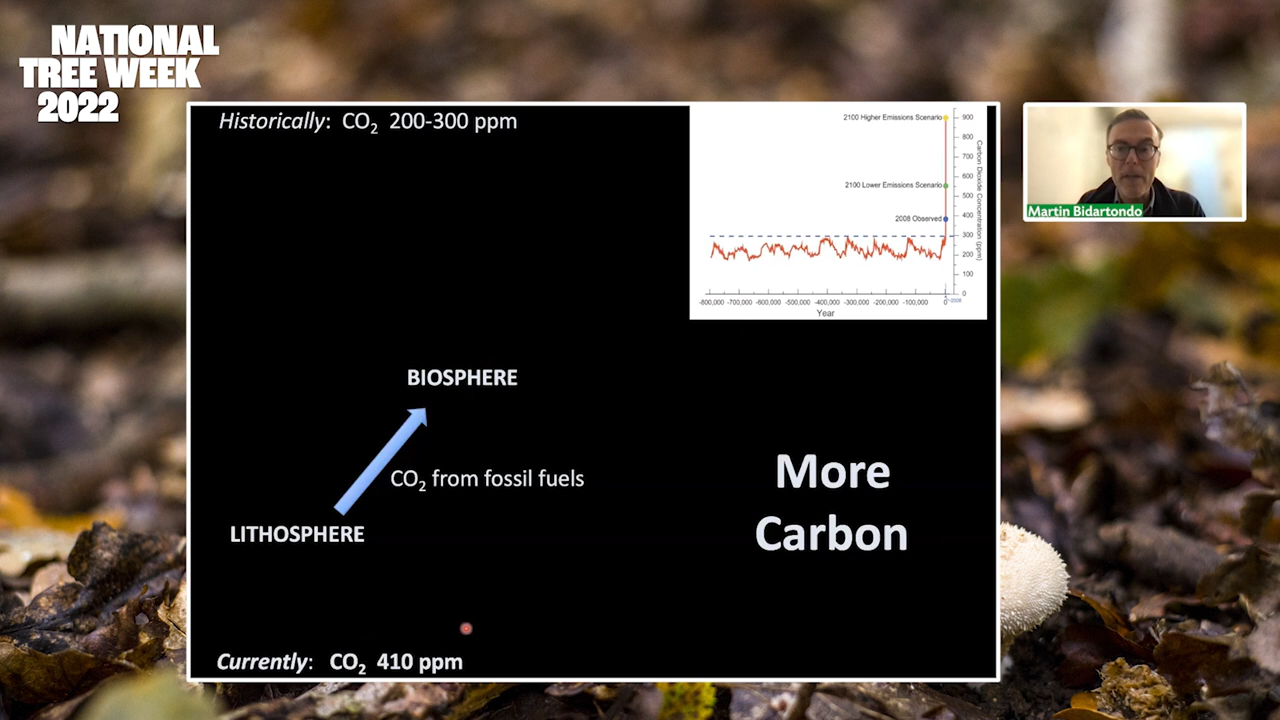 NATIONAL
TREE WEEK
2022
Historically: CO₂ 200-300 ppm
2100 Higher Emissions Scenario
2100 Lower Emissions Scenario
2008 Observed
900
800
700
600
500
400
300
200
100
0
Carbon Dioxide Concentration (ppm)
-800,000 -700,000 -600,000 -500,000 -400,000 -300,000 -200,000 -100,000 0
Year
Martin Bidartondo
BIOSPHERE
CO₂ from fossil fuels
LITHOSPHERE
More
Carbon
Currently: CO₂ 410 ppm